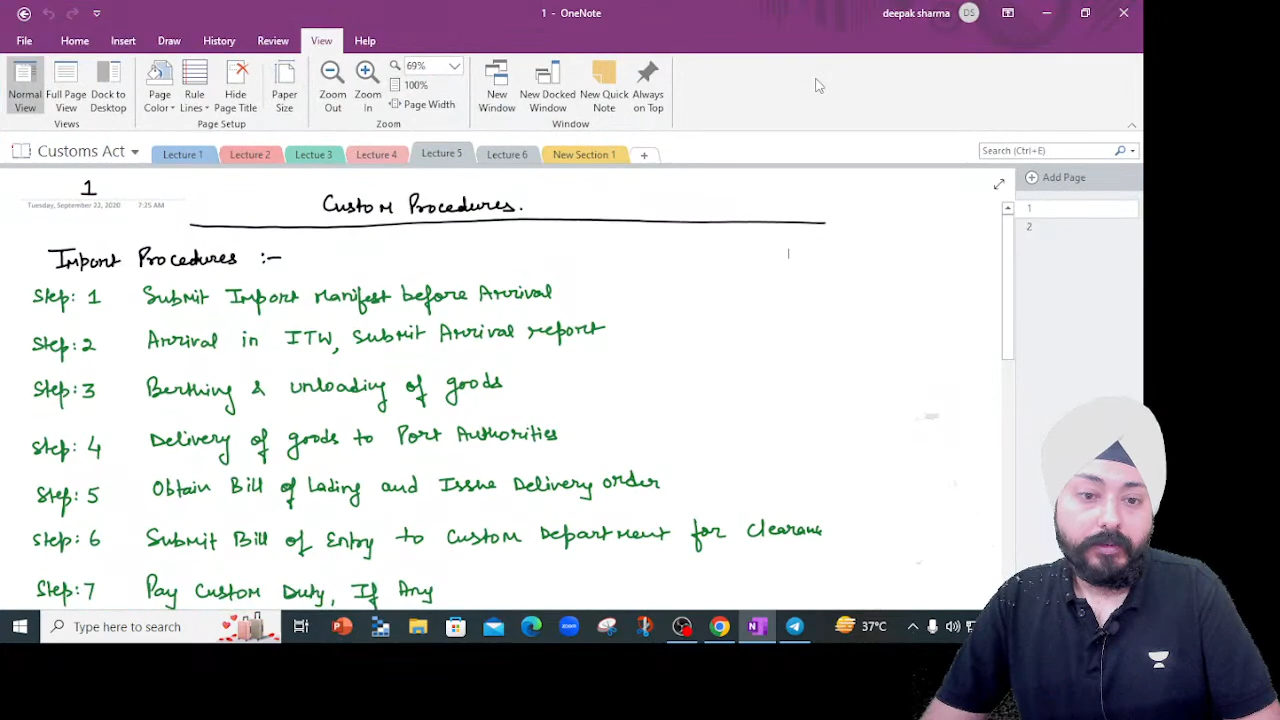 1 - OneNote
deepak sharma DS
File Home Insert Draw History Review View Help
Normal View
Full Page View
Dock to Desktop
Views
Page Color
Rule Lines
Hide Page Title
Paper Size
Page Setup
Zoom Out
Zoom In
69%
100%
Page Width
Zoom
New Window
New Docked Window
New Quick Note
Always on Top
Window
Customs Act
Lecture 1
Lecture 2
Lectue 3
Lecture 4
Lecture 5
Lecture 6
New Section 1
Search (Ctrl+E)
Add Page
1
2
1
Tuesday, September 22, 2020 7:25 AM
Custom Procedures.
Import Procedures :-
Step: 1 Submit Import Manifest before Arrival
Step: 2 Arrival in ITW, Submit Arrival report
Step: 3 Berthing & unloading of goods
Step: 4 Delivery of goods to Port Authorities
Step: 5 Obtain Bill of Lading and Issue Delivery order
Step: 6 Submit Bill of Entry to Custom Department for
Step: 7 Pay Custom Duty, If Any
Type here to search
zoom
37°C